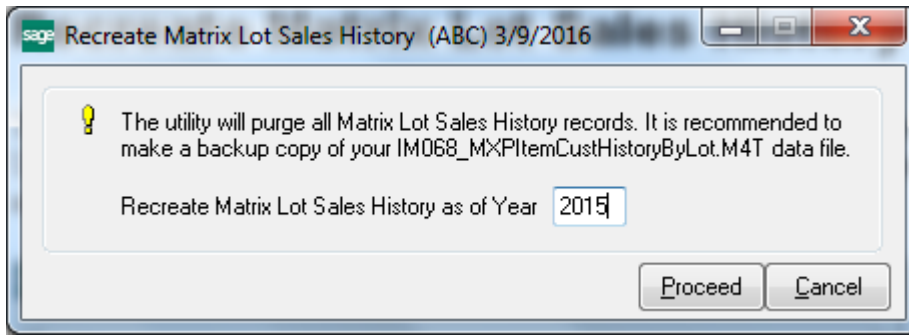 sage Recreate Matrix Lot Sales History (ABC) 3/9/2016
The utility will purge all Matrix Lot Sales History records. It is recommended to
make a backup copy of your IM068_MXPItemCustHistoryByLot.M4T data file.
Recreate Matrix Lot Sales History as of Year 2015
Proceed Cancel